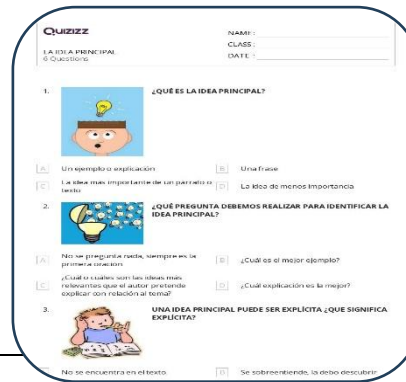 Quizizz
NAME :
CLASS :
DATE :
LA IDEA PRINCIPAL
6 Questions
1. ¿QUÉ ES LA IDEA PRINCIPAL?
A Un ejemplo o explicación
B Una frase
C La idea más importante de un párrafo o texto
D La idea de menos importancia
2. ¿QUÉ PREGUNTA DEBEMOS REALIZAR PARA IDENTIFICAR LA
IDEA PRINCIPAL?
A No se pregunta nada, siempre es la
primera oración
B ¿Cuál es el mejor ejemplo?
C ¿Cuál o cuáles son las ideas más
relevantes que el autor pretende
explicar con relación al tema?
D ¿Cuál explicación es la mejor?
3. UNA IDEA PRINCIPAL PUEDE SER EXPLÍCITA ¿QUE SIGNIFICA
EXPLÍCITA?
No se encuentra en el texto
B Se sobreentiende, la debo descubrir